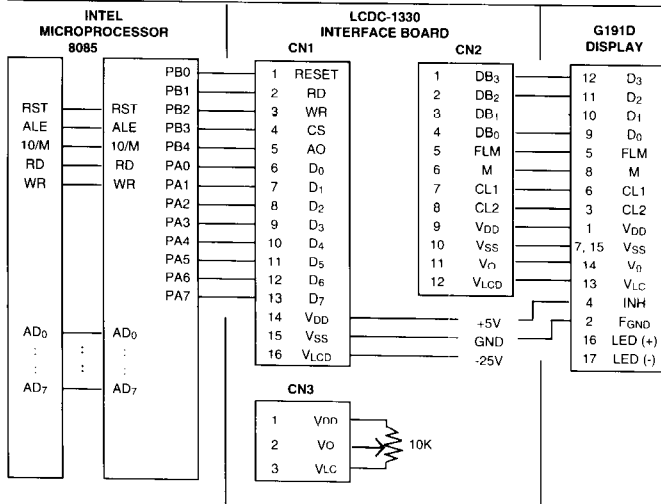 INTEL
MICROPROCESSOR
8085
LCDC-1330
INTERFACE BOARD
G191D
DISPLAY
CN1
CN2
RST RST
ALE ALE
10/M 10/M
RD RD
WR WR
AD0 AD0
AD7 AD7
PB0
PB1
PB2
PB3
PB4
PA0
PA1
PA2
PA3
PA4
PA5
PA6
PA7
1 RESET
2 RD
3 WR
4 CS
5 AO
6 D0
7 D1
8 D2
9 D3
10 D4
11 D5
12 D6
13 D7
14 VDD
15 VSS
16 VLCD
1 DB3
2 DB2
3 DB1
4 DB0
5 FLM
6 M
7 CL1
8 CL2
9 VDD
10 VSS
11 VO
12 VLCD
12 D3
11 D2
10 D1
9 D0
5 FLM
8 M
6 CL1
3 CL2
1 VDD
7, 15 VSS
14 V0
13 VLC
4 INH
2 FGND
16 LED (+)
17 LED (-)
+5V
GND
-25V
CN3
1 VDD
2 VO
3 VLC
10K